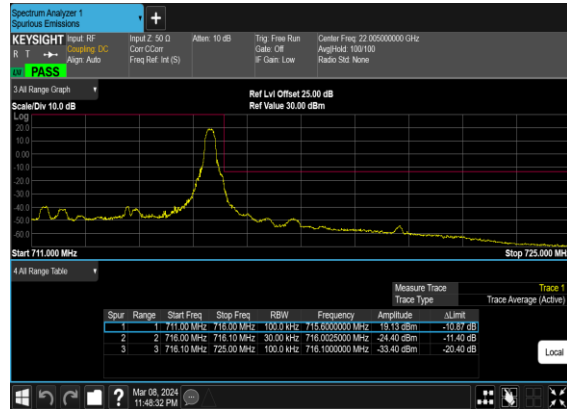 Spectrum Analyzer 1
Spurious Emissions
+
KEYSIGHT Input: RF Input Z: 50 Ω Atten: 10 dB Trig: Free Run Center Freq: 22.005000000 GHz
R T Coupling: DC Corr CCorr Gate: Off Avg|Hold: 100/100
Align: Auto Freq Ref: Int (S) IF Gain: Low Radio Std: None
PASS
3 All Range Graph
Ref Lvl Offset 25.00 dB
Scale/Div 10.0 dB Ref Value 30.00 dBm
Log
20.0
10.0
0.00
-10.0
-20.0
-30.0
-40.0
-50.0
-60.0
Start 711.000 MHz Stop 725.000 MHz
4 All Range Table
Measure Trace Trace 1
Trace Type Trace Average (Active)
Spur Range Start Freq Stop Freq RBW Frequency Amplitude ΔLimit
1 1 711.00 MHz 716.00 MHz 100.0 kHz 715.6000000 MHz 19.13 dBm -10.87 dB
2 2 716.00 MHz 716.10 MHz 30.00 kHz 716.0025000 MHz -24.40 dBm -11.40 dB
3 3 716.10 MHz 725.00 MHz 100.0 kHz 716.1000000 MHz -33.40 dBm -20.40 dB
Local
? Mar 08, 2024
11:48:32 PM